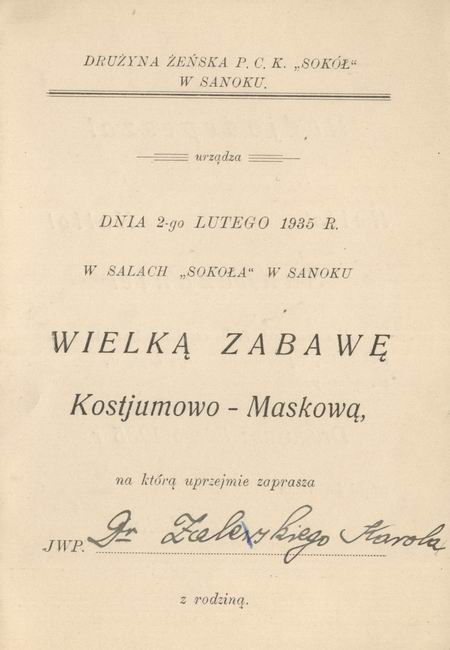 DRUŻYNA ŻEŃSKA P. C. K. „SOKÓŁ“
W SANOKU.
urządza
DNIA 2-go LUTEGO 1935 R.
W SALACH „SOKOŁA“ W SANOKU
WIELKĄ ZABAWĘ
Kostjumowo - Maskową,
na którą uprzejmie zaprasza
JWP. Dr Zaleskiego Karola
z rodziną.